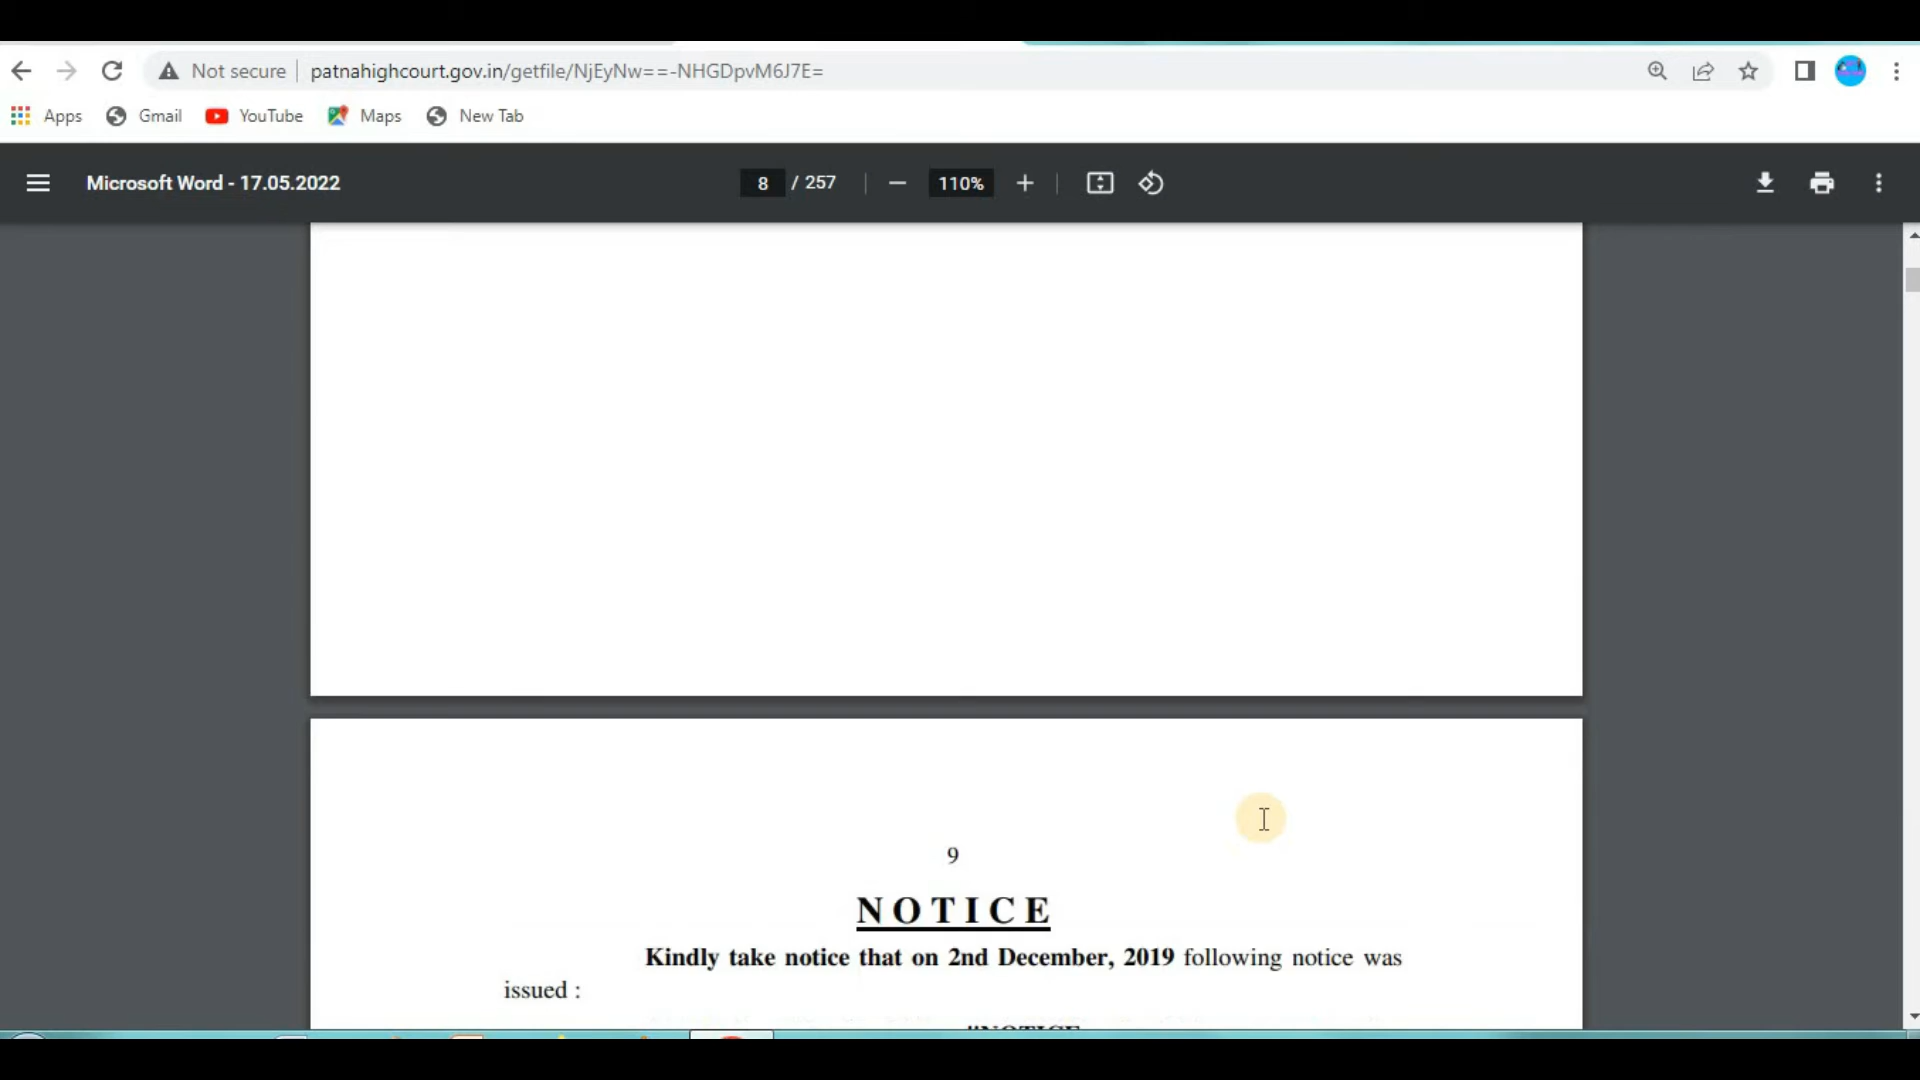 Not secure
patnahighcourt.gov.in/getfile/NjEyNw==-NHGDpvM6J7E=
Apps
Gmail
YouTube
Maps
New Tab
Microsoft Word - 17.05.2022
8 / 257
110%
9
NOTICE
Kindly take notice that on 2nd December, 2019 following notice was
issued :
"NOTICE